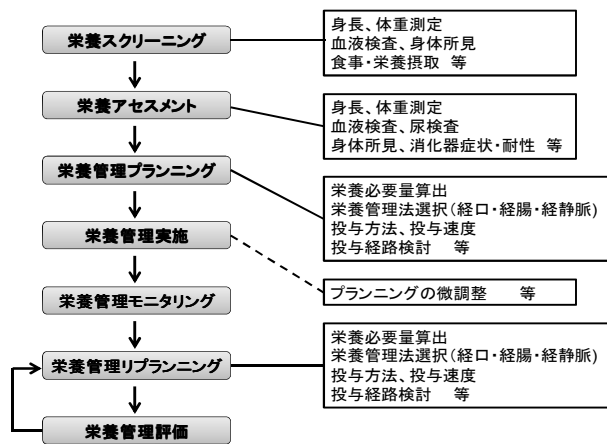 栄養スクリーニング
身長、体重測定
血液検査、身体所見
食事・栄養摂取 等
栄養アセスメント
身長、体重測定
血液検査、尿検査
身体所見、消化器症状・耐性 等
栄養管理プランニング
栄養必要量算出
栄養管理法選択(経口・経腸・経静脈)
投与方法、投与速度
投与経路検討 等
栄養管理実施
プランニングの微調整 等
栄養管理モニタリング
栄養管理リプランニング
栄養必要量算出
栄養管理法選択(経口・経腸・経静脈)
投与方法、投与速度
投与経路検討 等
栄養管理評価